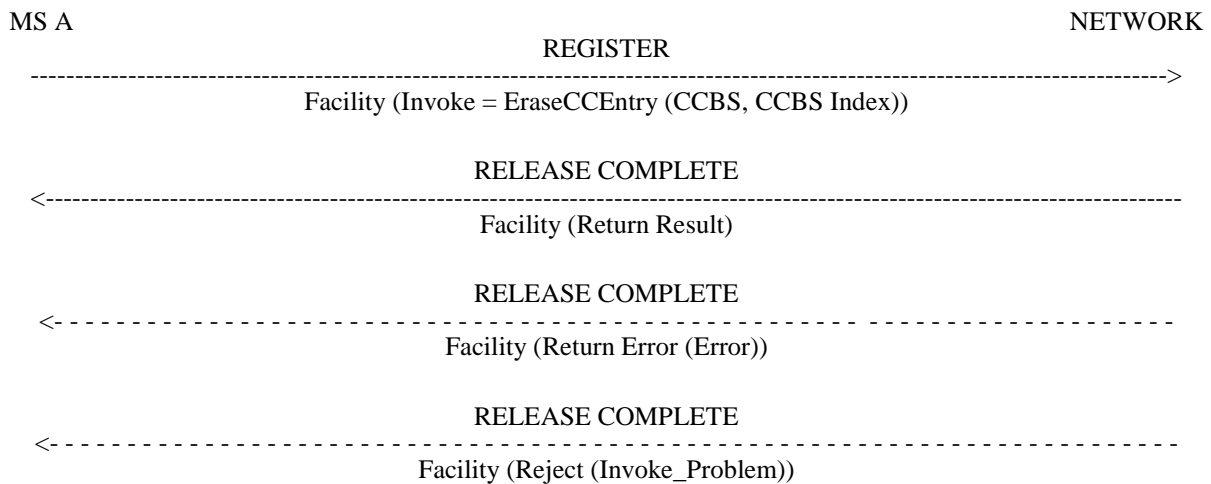 MS A NETWORK
REGISTER
Facility (Invoke = EraseCCEntry (CCBS, CCBS Index))
RELEASE COMPLETE
Facility (Return Result)
RELEASE COMPLETE
Facility (Return Error (Error))
RELEASE COMPLETE
Facility (Reject (Invoke_Problem))